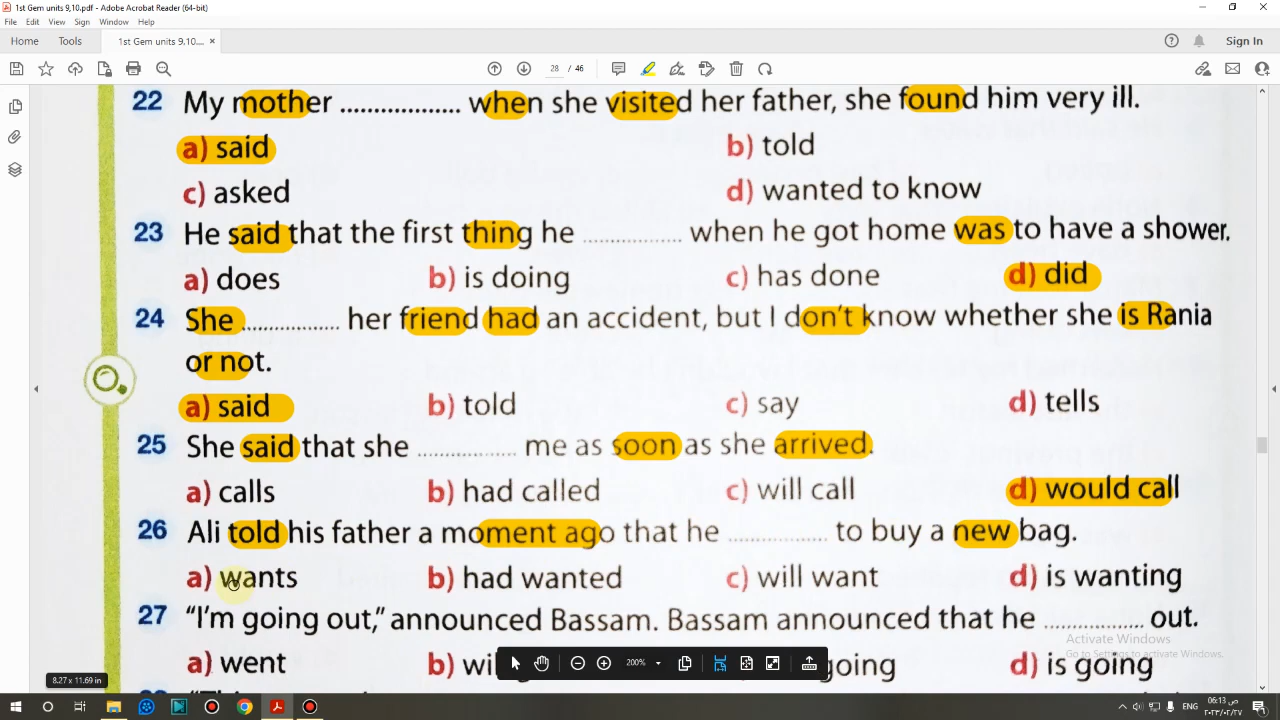 1st Gem units 9,10.pdf - Adobe Acrobat Reader (64-bit)
File Edit View Sign Window Help
Home Tools 1st Gem units 9,10.... × Sign In
28 / 46
22 My mother ................... when she visited her father, she found him very ill.
a) said b) told
c) asked d) wanted to know
23 He said that the first thing he ................ when he got home was to have a shower.
a) does b) is doing c) has done d) did
24 She ................ her friend had an accident, but I don't know whether she is Rania
or not.
a) said b) told c) say d) tells
25 She said that she ................ me as soon as she arrived.
a) calls b) had called c) will call d) would call
26 Ali told his father a moment ago that he ................ to buy a new bag.
a) wants b) had wanted c) will want d) is wanting
27 “I'm going out,” announced Bassam. Bassam announced that he ................ out.
Activate Windows
Go to Settings to activate Windows.
a) went b) going d) is going
200%
8.27 x 11.69 in
ENG 06:13 ص
٢٠٢٣/٠٢/٢٧